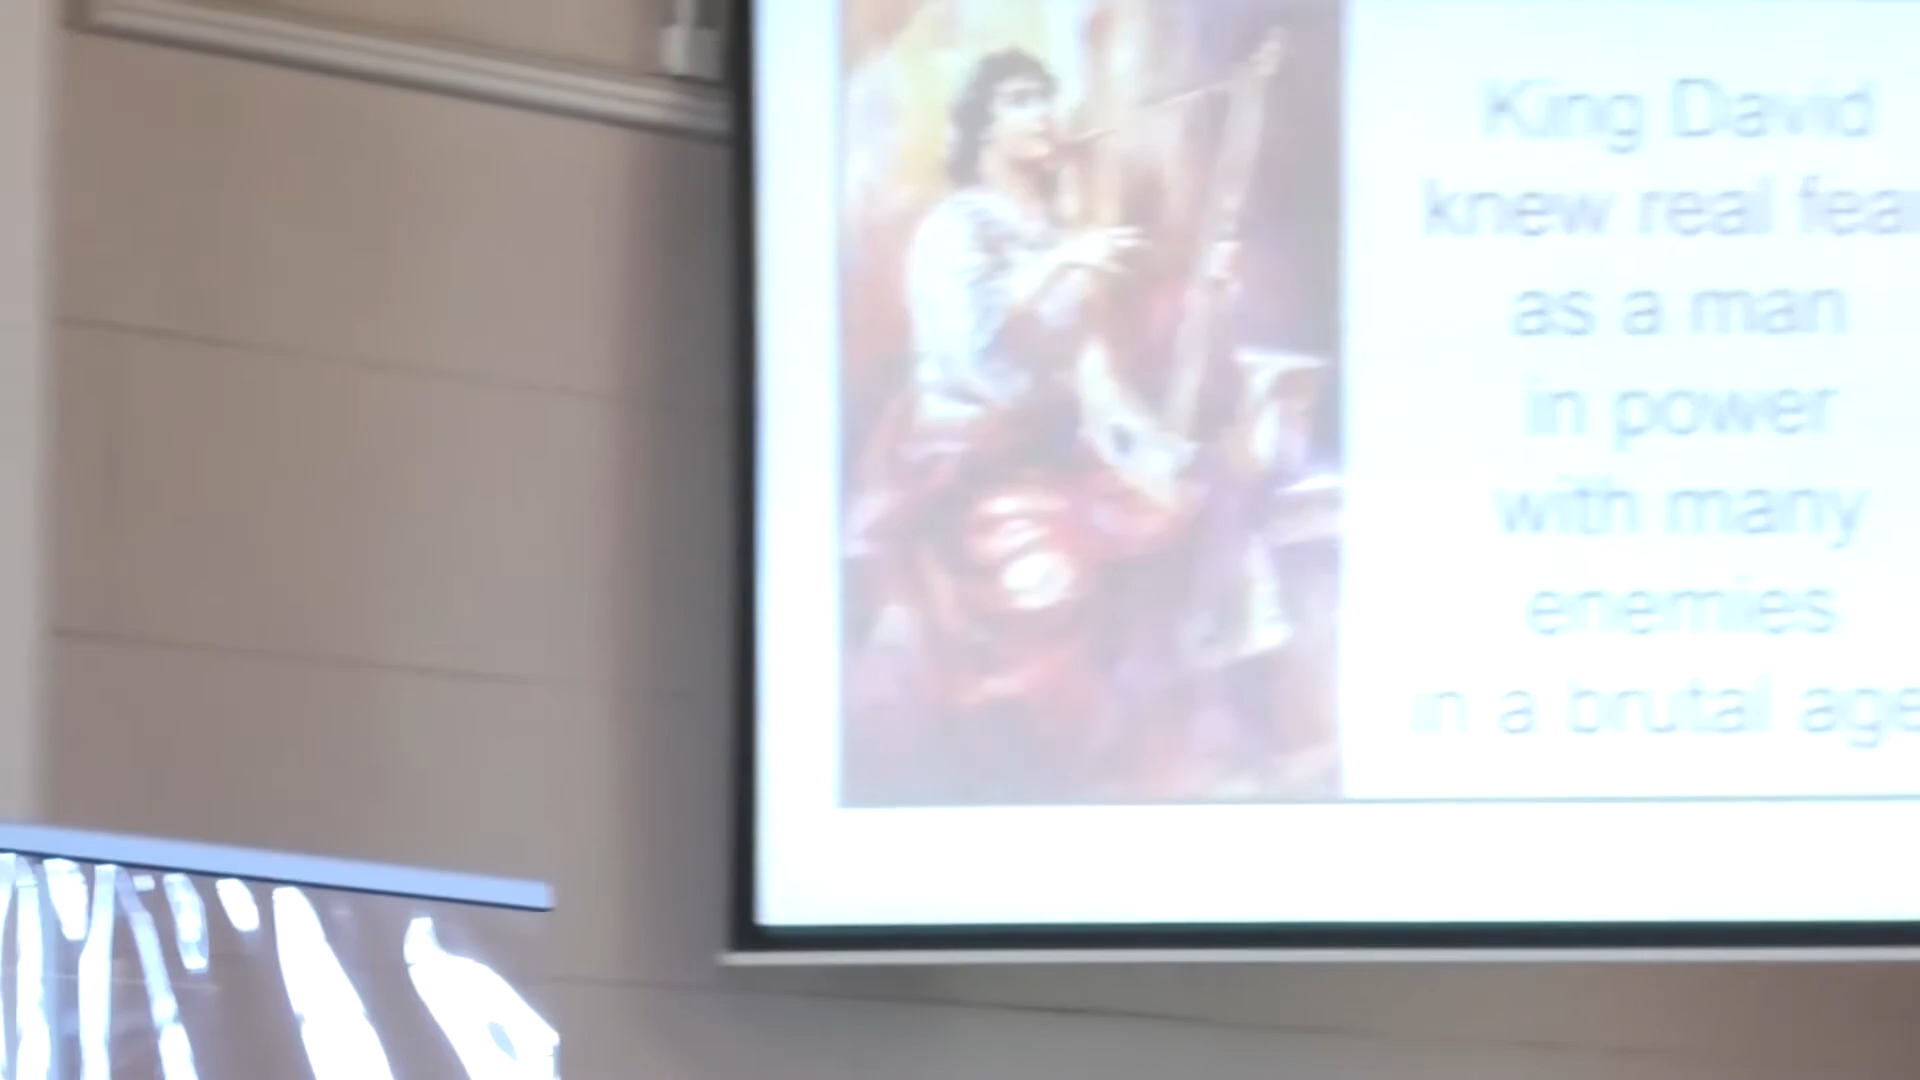 King David
knew real fear
as a man
in power
with many
enemies
in a brutal age